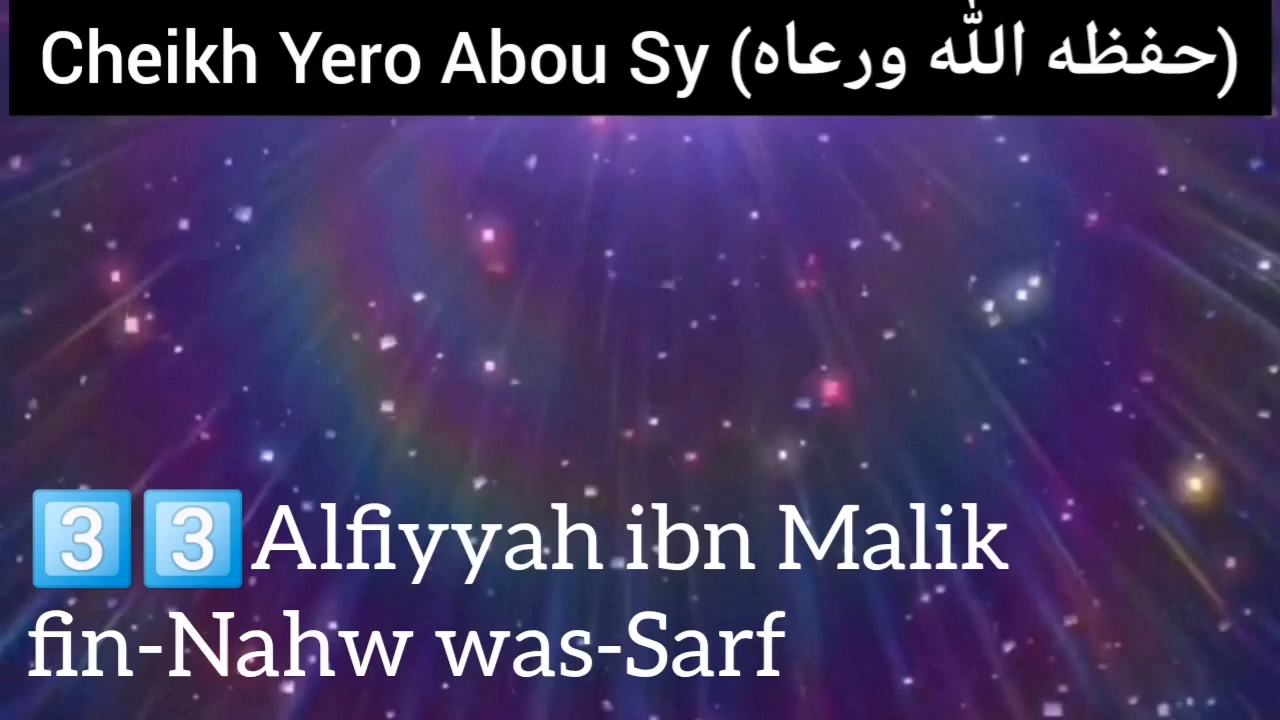 Cheikh Yero Abou Sy (حفظه الله ورعاه)
3️⃣3️⃣Alfiyyah ibn Malik
fin-Nahw was-Sarf